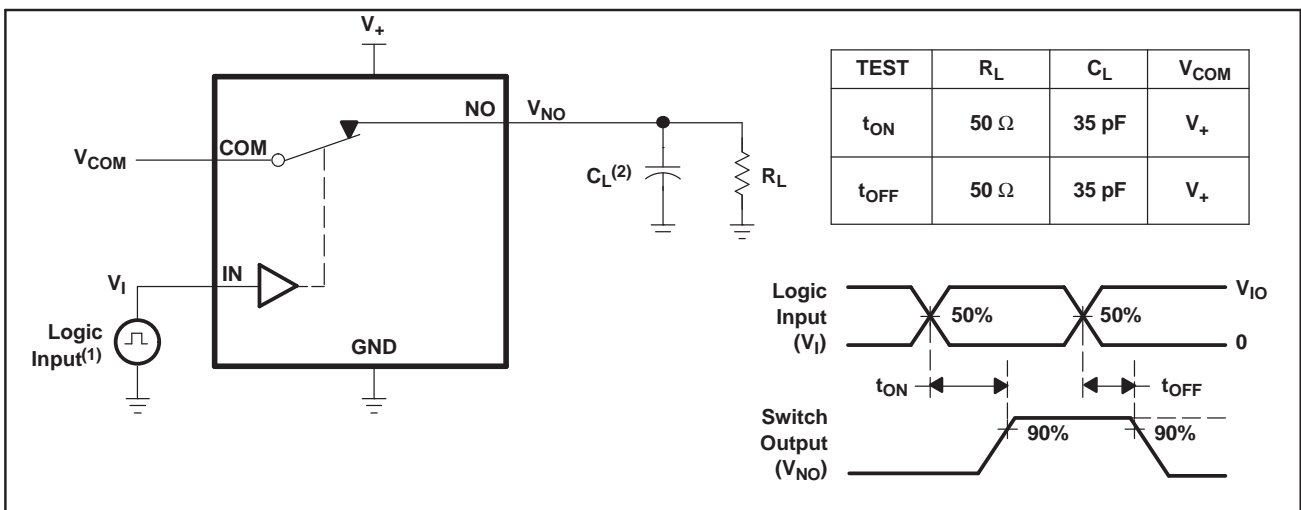 V+
NO
VNO
COM
VCOM
CL(2)
RL
IN
VI
Logic
Input(1)
GND
TEST RL CL VCOM
tON 50 Ω 35 pF V+
tOFF 50 Ω 35 pF V+
Logic
Input
(VI)
50%
50%
VIO
0
tON
tOFF
Switch
Output
(VNO)
90%
90%